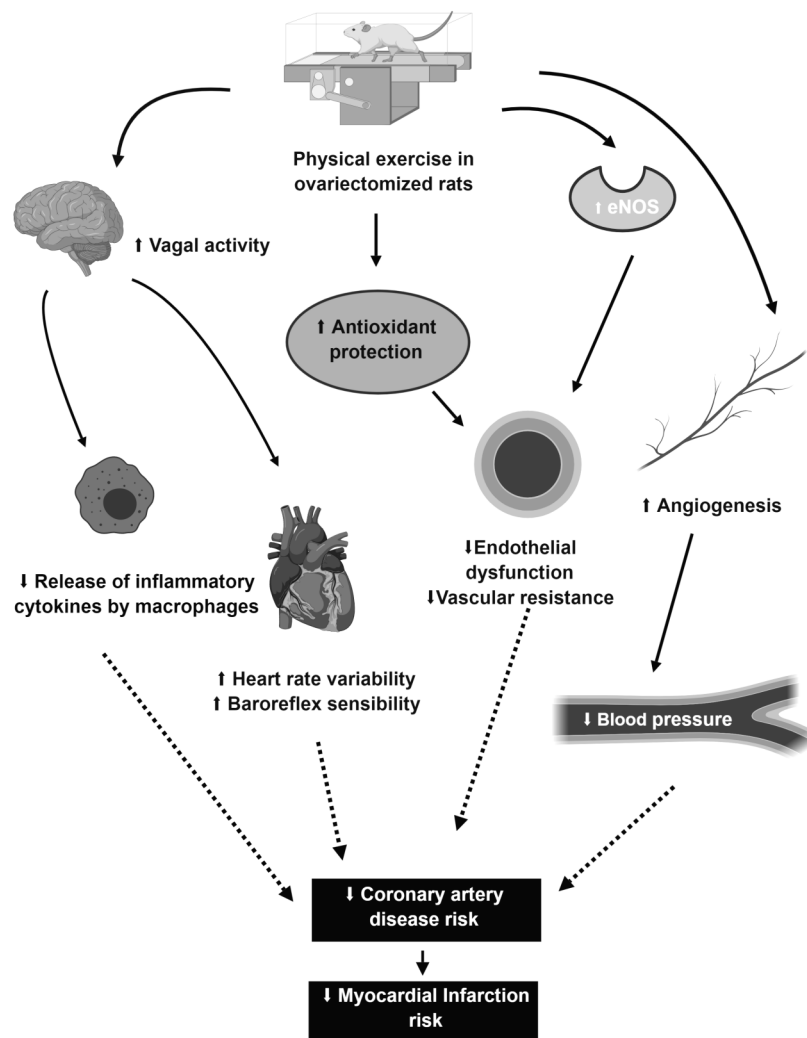 Physical exercise in
ovariectomized rats
↑ eNOS
↑ Vagal activity
↑ Antioxidant
protection
↑ Angiogenesis
↓ Release of inflammatory
cytokines by macrophages
↓Endothelial
dysfunction
↓Vascular resistance
↑ Heart rate variability
↑ Baroreflex sensibility
↓ Blood pressure
↓ Coronary artery
disease risk
↓ Myocardial Infarction
risk